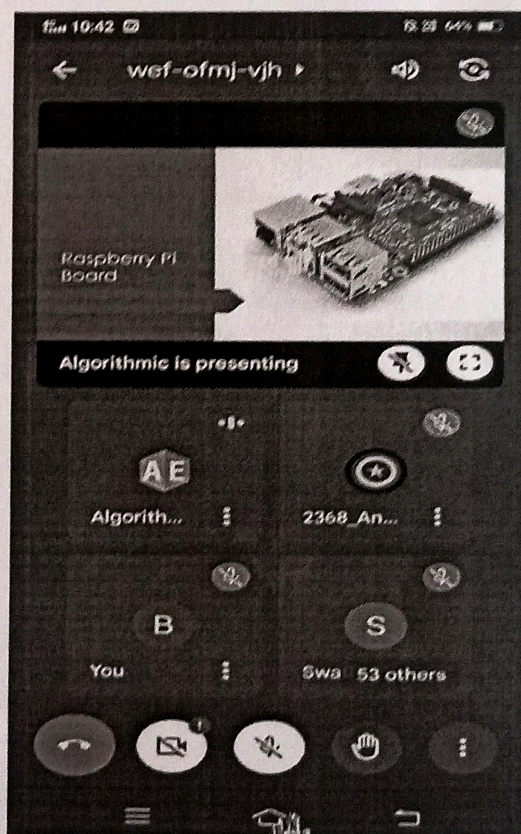 10:42 64%
wef-ofmj-vjh
Raspberry Pi
Board
Algorithmic is presenting
AE
Algorith...
2368_An...
B
S
You
Swa 53 others